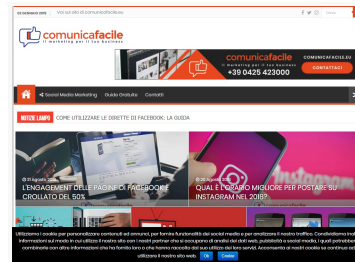 Voi sul sito di comunicafacile.eu
comunicafacile
il marketing per il tuo business
comunicafacile
il marketing per il tuo business
+39 0425 423000
COMUNICAFACILE.EU
CONTATTACI
Social Media Marketing Guide Gratuite Contatti
NOTIZIE LAMPO COME UTILIZZARE LE DIRETTE DI FACEBOOK: LA GUIDA
21 Agosto 2018
L'ENGAGEMENT DELLE PAGINE DI FACEBOOK È
CROLLATO DEL 50%
QUAL È L'ORARIO MIGLIORE PER POSTARE SU
INSTAGRAM NEL 2018?
Instagram
Utilizziamo i cookie per personalizzare contenuti ed annunci, per fornire funzionalità dei social media e per analizzare il nostro traffico. Condividiamo inol
informazioni sul modo in cui utilizza il nostro sito con i nostri partner che si occupano di analisi dei dati web, pubblicità e social media, i quali potrebber
combinarle con altre informazioni che ha fornito loro o che hanno raccolto dal suo utilizzo dei loro servizi. Acconsenta ai nostri cookie se continua ad
utilizzare il nostro sito web. Ok Cookie